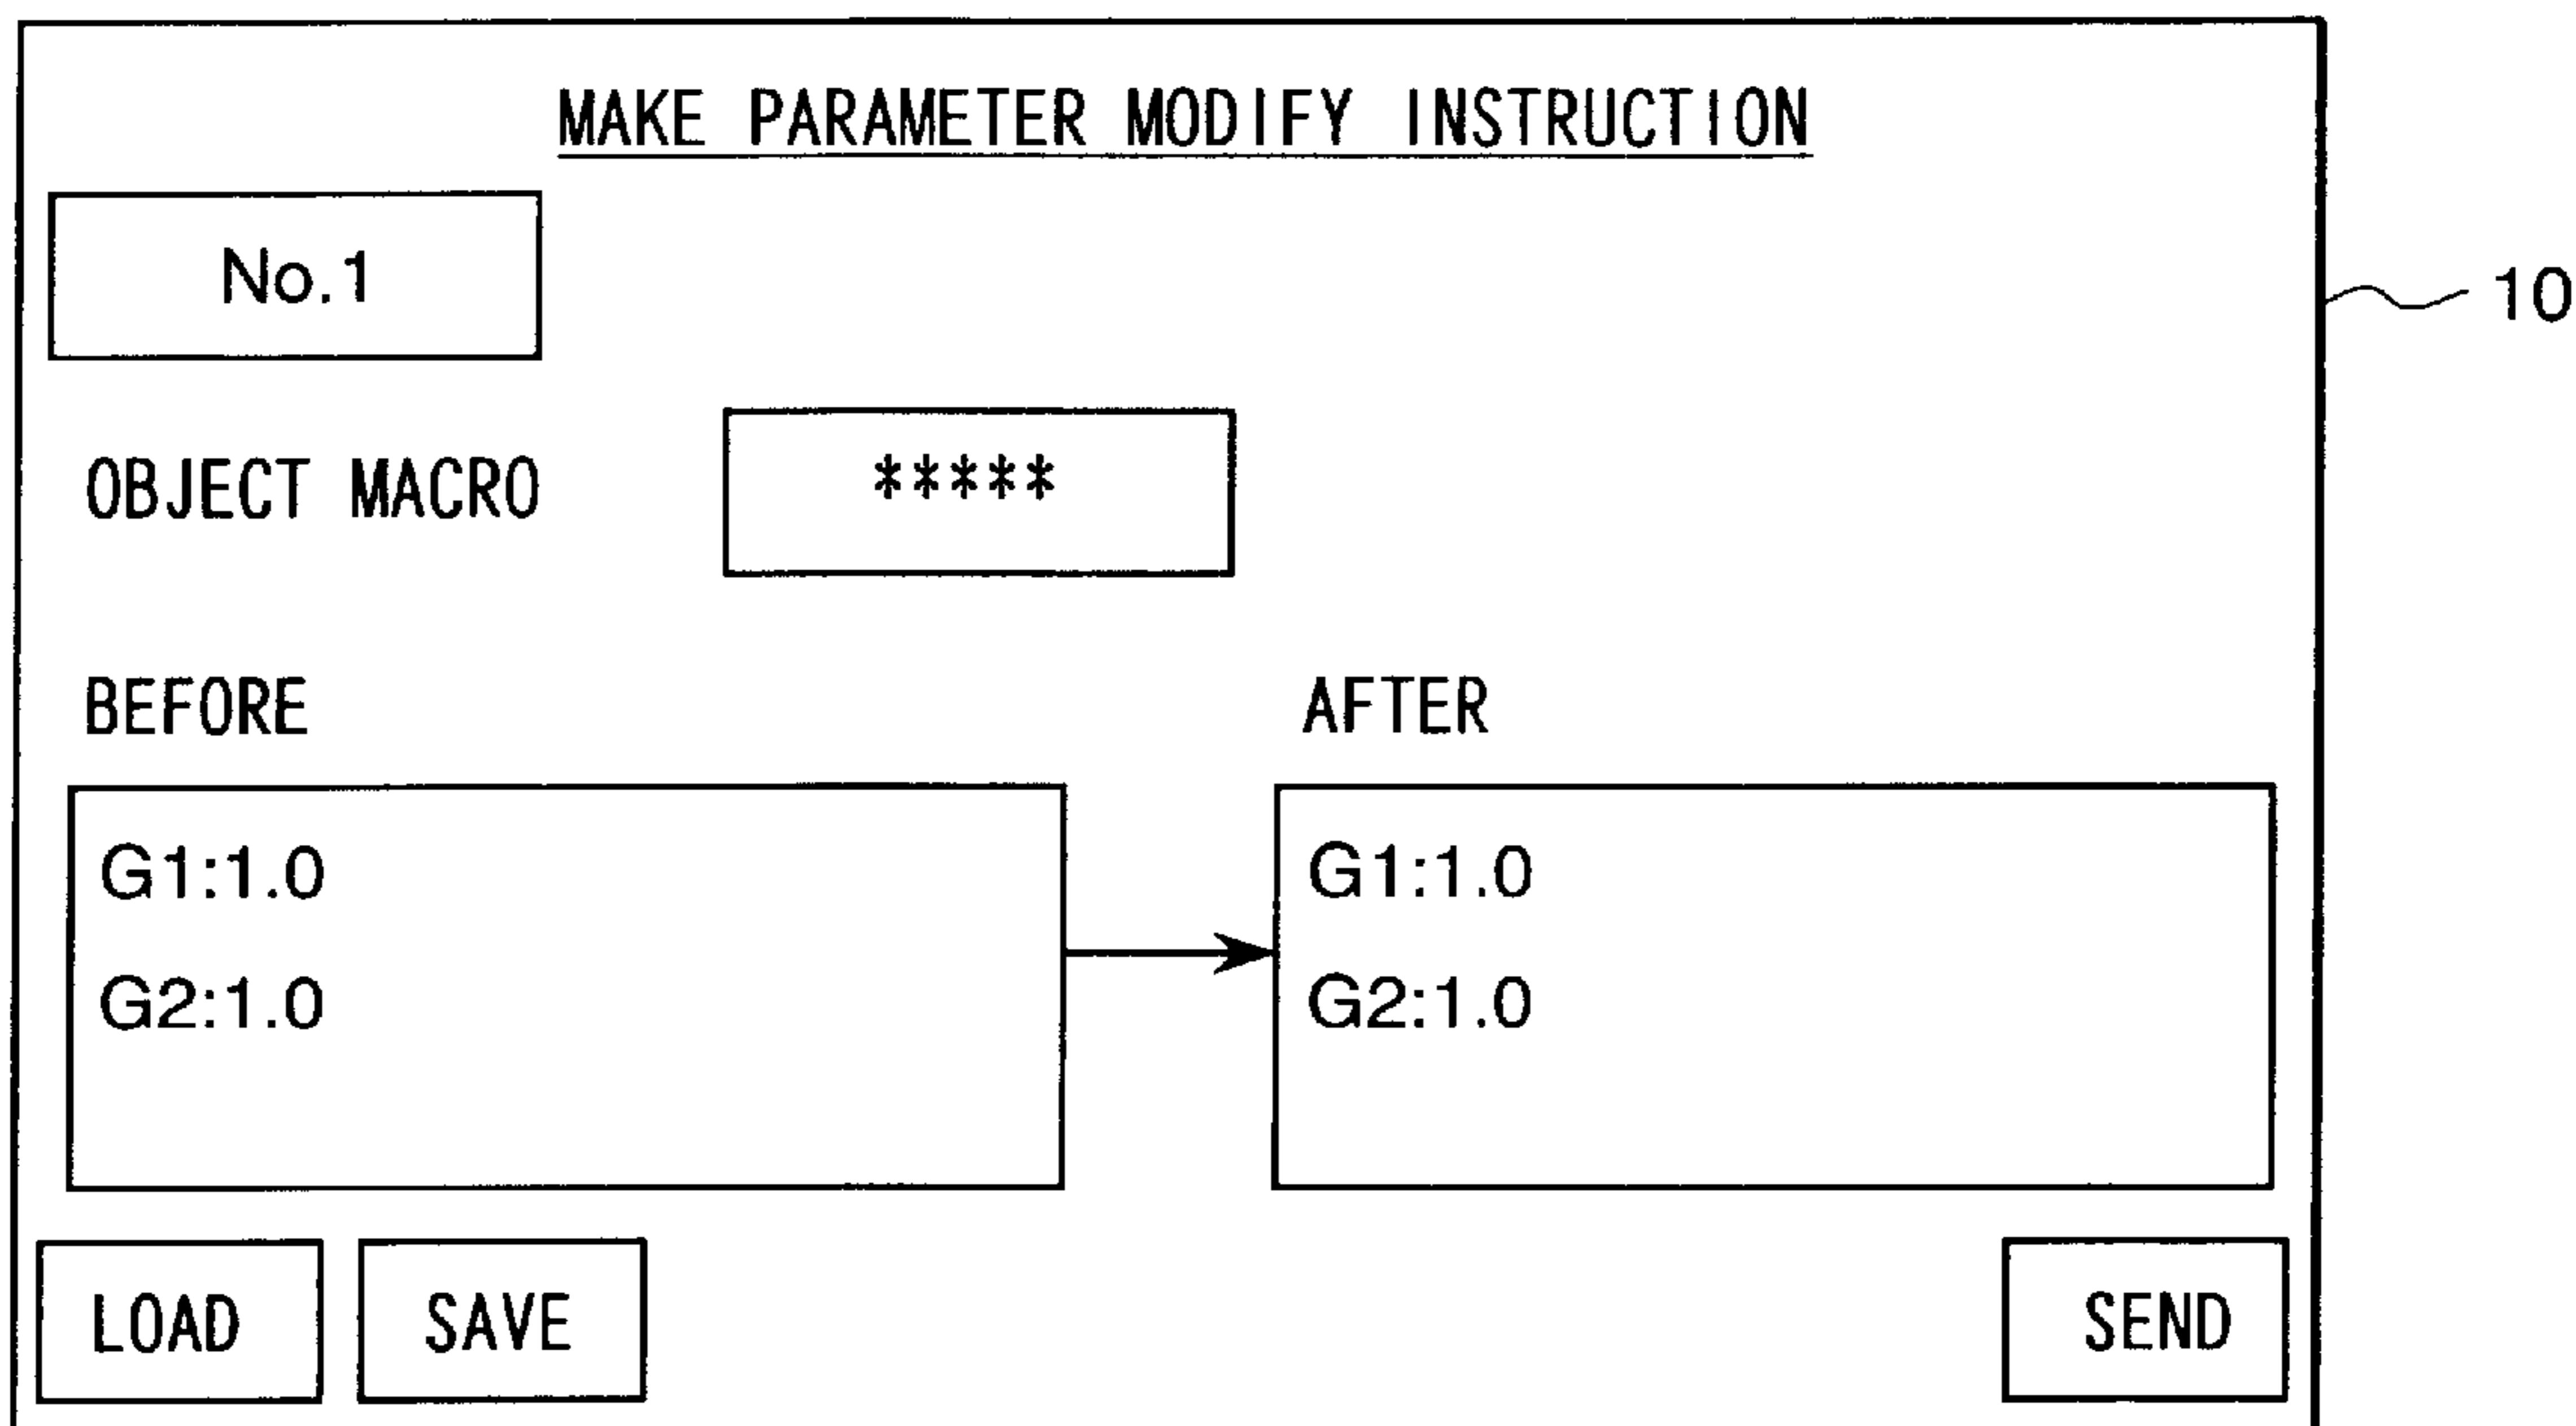 MAKE PARAMETER MODIFY INSTRUCTION
No.1
10
OBJECT MACRO *****
BEFORE AFTER
G1:1.0 G1:1.0
G2:1.0 G2:1.0
LOAD SAVE SEND